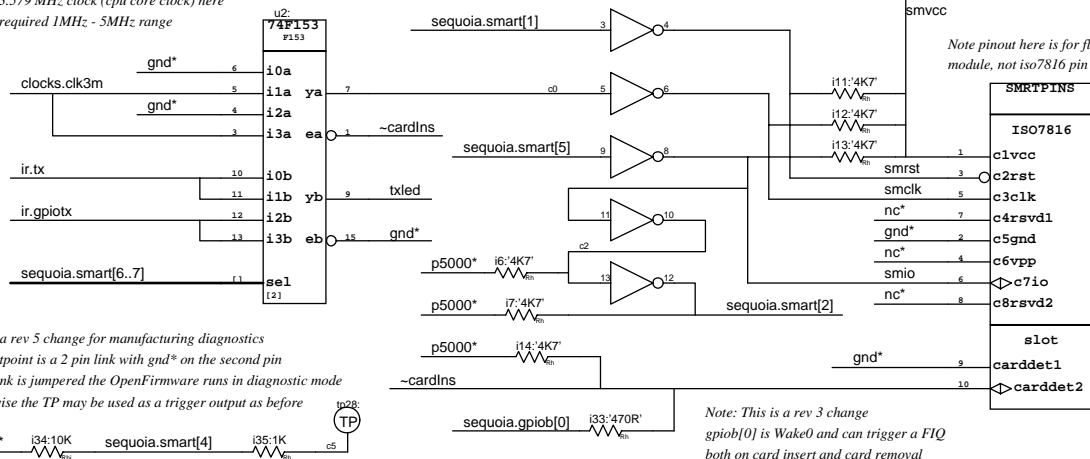 3.579 MHz clock (cpu core clock) here
required 1MHz - 5MHz range
u2:
74F153
F153
gnd*
6
i0a
clocks.clk3m
5
i1a
ya
7
gnd*
4
i2a
3
i3a
ea
1
~cardIns
ir.tx
10
i0b
11
i1b
yb
9
txled
ir.gpiotx
12
i2b
13
i3b
eb
15
gnd*
sequoia.smart[6..7]
[]
sel
[2]
sequoia.smart[1]
3
4
c0
5
6
sequoia.smart[5]
9
8
11
10
c2
p5000*
i6:'4K7'
Rh
13
12
p5000*
i7:'4K7'
Rh
sequoia.smart[2]
p5000*
i14:'4K7'
Rh
~cardIns
sequoia.gpiob[0]
i33:'470R'
Rh
smvcc
i11:'4K7'
Rh
i12:'4K7'
Rh
i13:'4K7'
Rh
Note pinout here is for fl
module, not iso7816 pin
SMRTPINS
ISO7816
1
c1vcc
smrst
3
c2rst
smclk
5
c3clk
nc*
7
c4rsvd1
gnd*
2
c5gnd
nc*
4
c6vpp
smio
6
c7io
nc*
8
c8rsvd2
slot
gnd*
9
carddet1
10
carddet2
a rev 5 change for manufacturing diagnostics
tpoint is a 2 pin link with gnd* on the second pin
nk is jumpered the OpenFirmware runs in diagnostic mode
ise the TP may be used as a trigger output as before
tp28:
TP
*
i34:10K
Rhi
sequoia.smart[4]
i35:1K
Rh
c5
Note: This is a rev 3 change
gpiob[0] is Wake0 and can trigger a FIQ
both on card insert and card removal